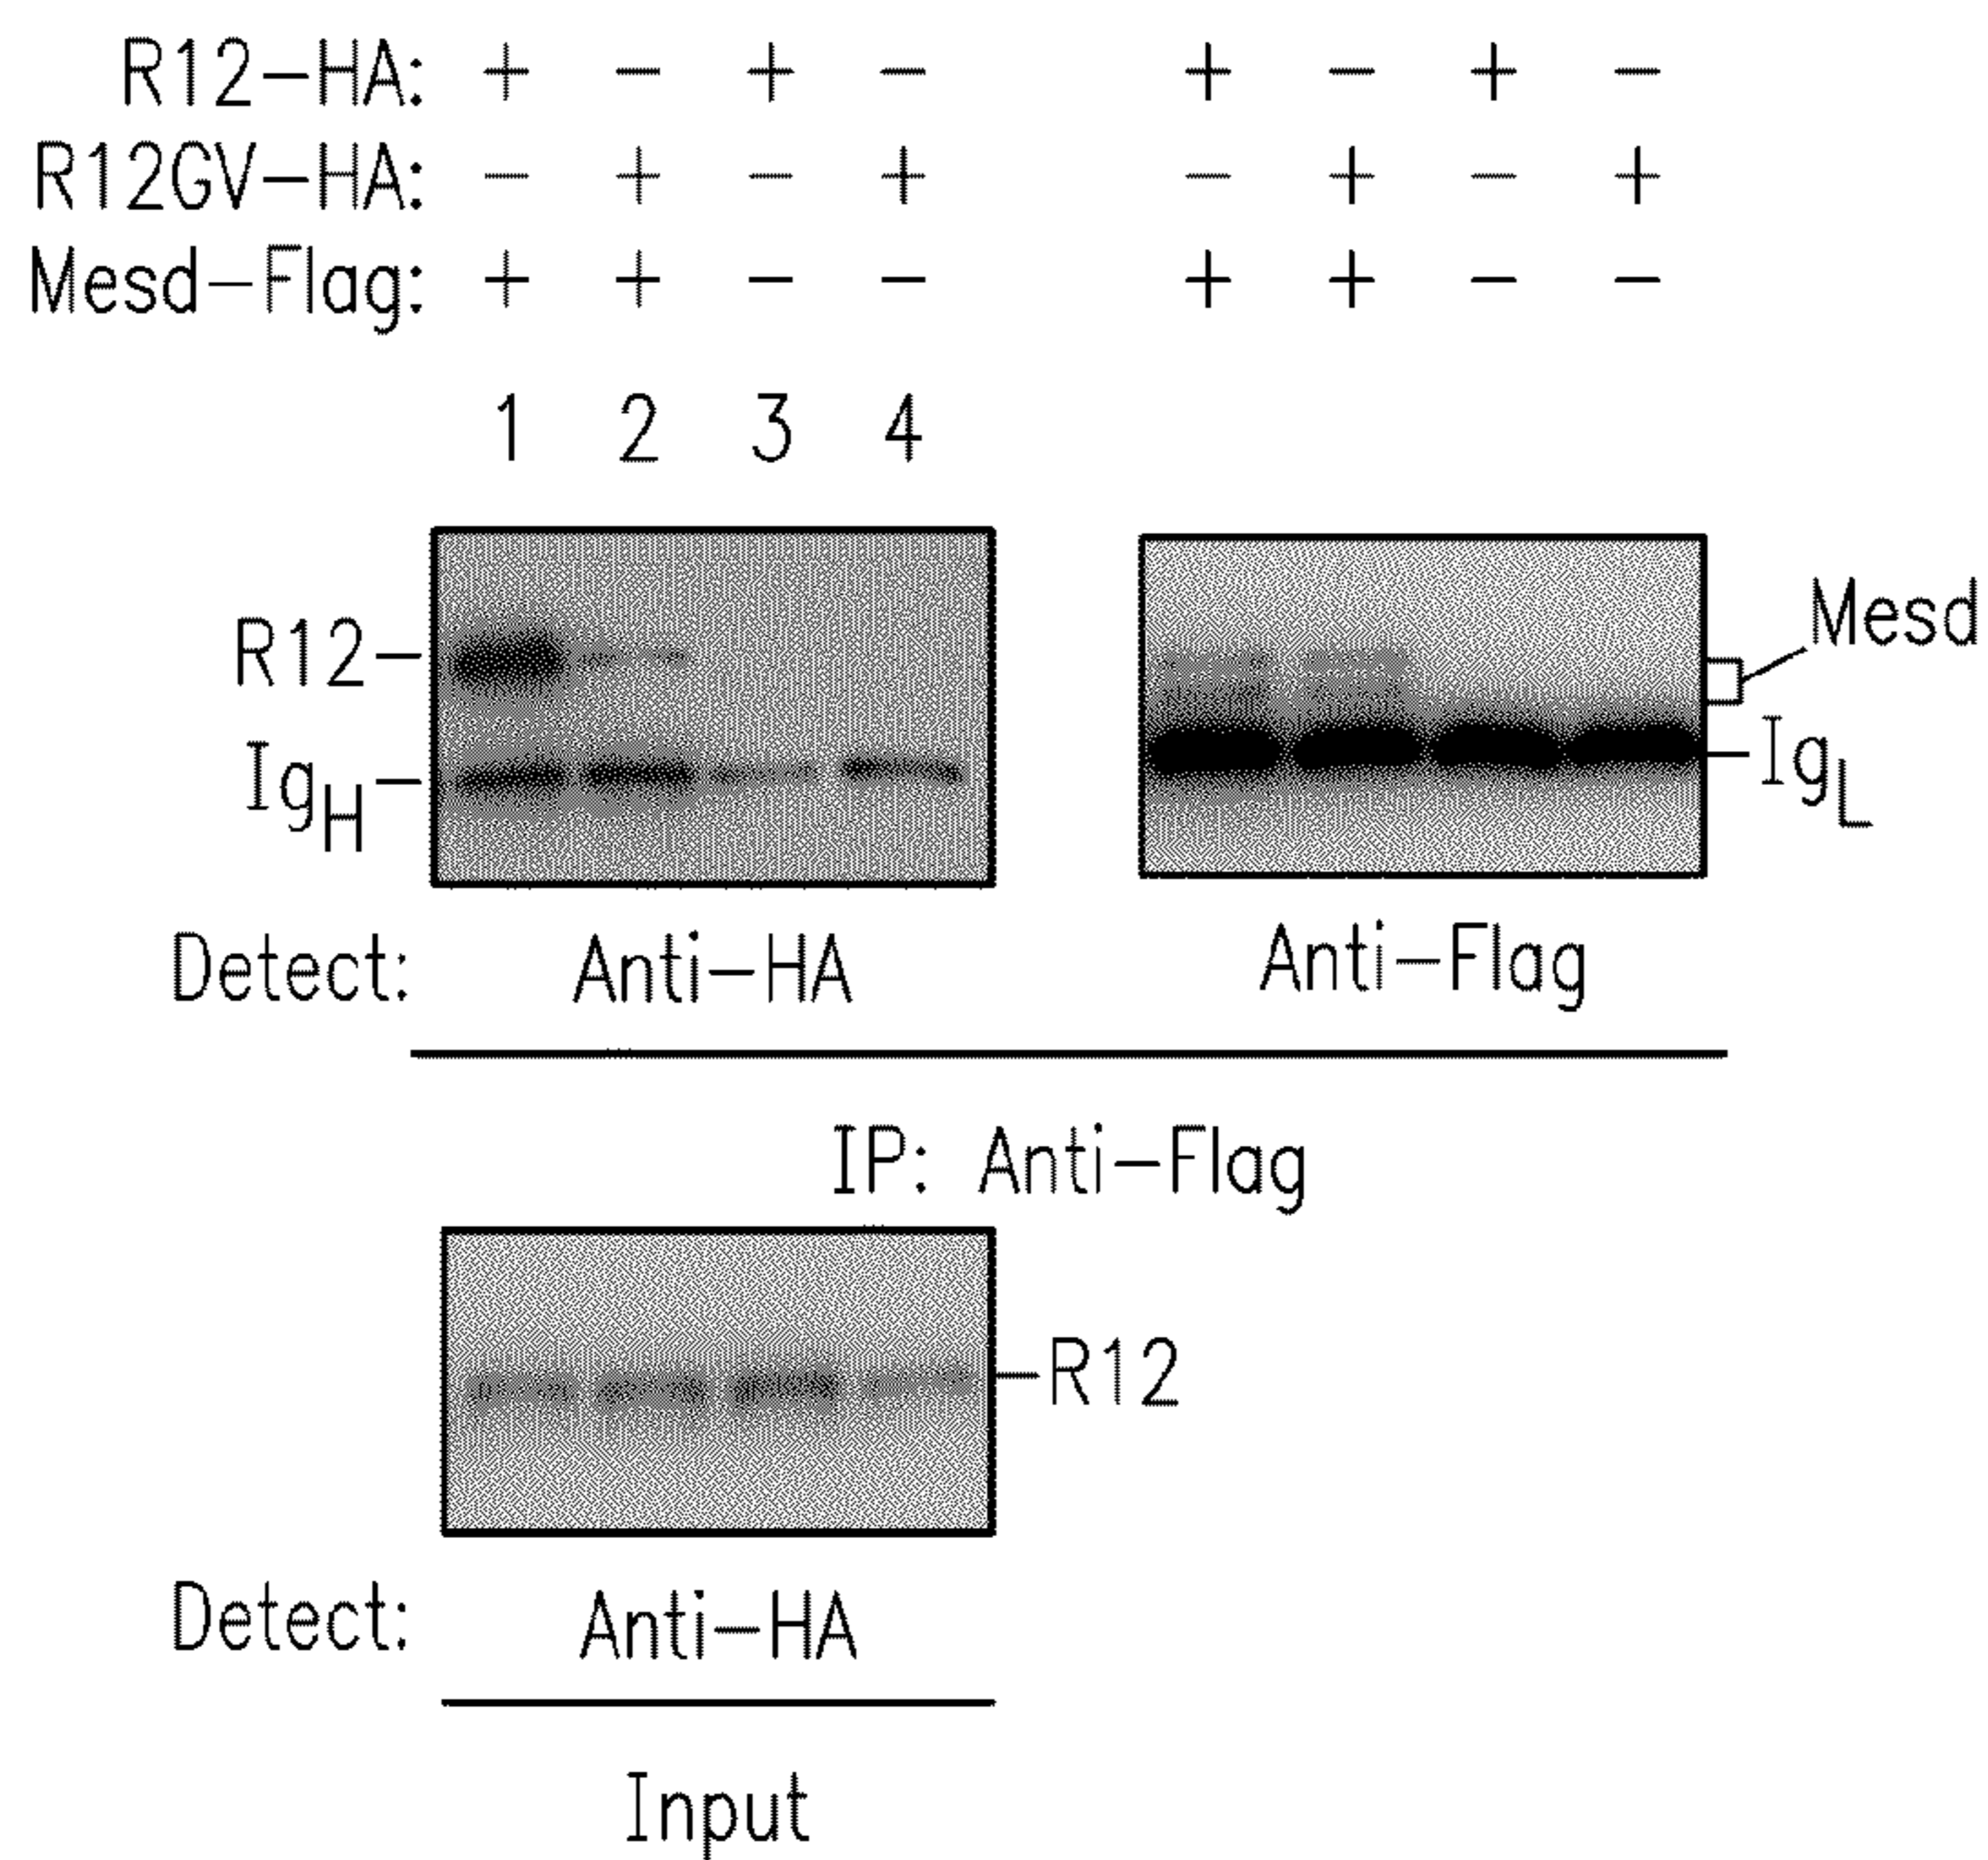 R12-HA: + - + - + - + -
R12GV-HA: - + - + - + - +
Mesd-Flag: + + - - + + - -
1 2 3 4
R12
Mesd
IgH
IgL
Detect: Anti-HA Anti-Flag
IP: Anti-Flag
R12
Detect: Anti-HA
Input